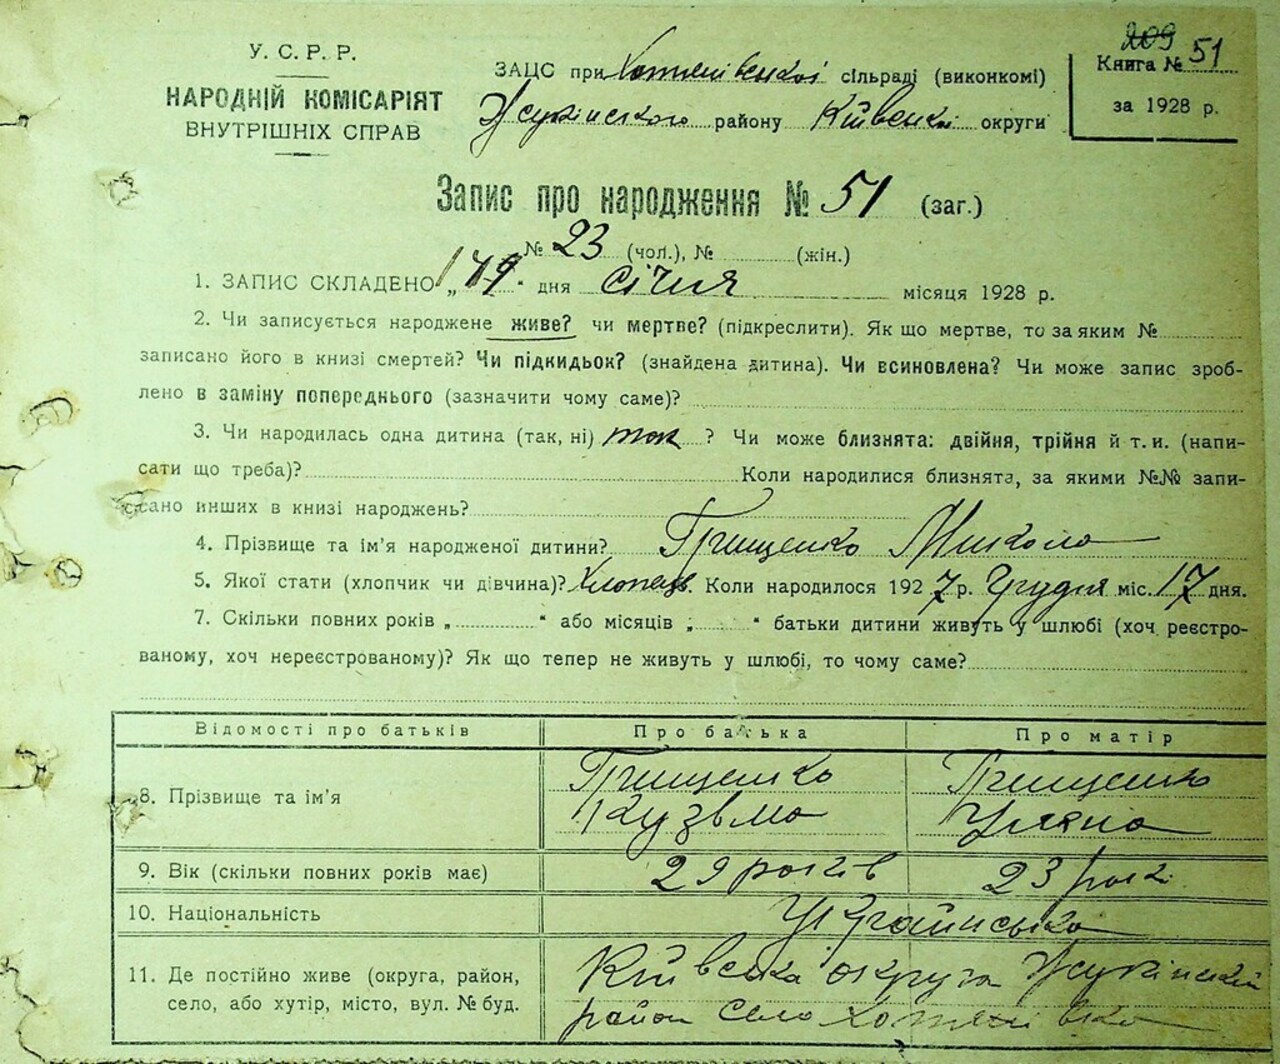 У. С. Р. Р.
НАРОДНІЙ КОМІСАРІЯТ
ВНУТРІШНІХ СПРАВ
ЗАЦС при Хотянівської сільраді (виконкомі)
Жукінського району Київської округи
209 51
Книга №
за 1928 р.
Запис про народження № 51 (заг.)
№ 23 (чол.), № (жін.)
1. ЗАПИС СКЛАДЕНО „ “ дня січня місяця 1928 р.
2. Чи записується народжене живе? чи мертве? (підкреслити). Як що мертве, то за яким №
записано його в книзі смертей? Чи підкидьок? (знайдена дитина). Чи всиновлена? Чи може запис зроб-
лено в заміну попереднього (зазначити чому саме)?
3. Чи народилась одна дитина (так, ні) так ? Чи може близнята: двійня, трійня й т. и. (напи-
сати що треба)? Коли народилися близнята, за якими №№ запи-
сано инших в книзі народжень?
4. Прізвище та ім'я народженої дитини? Грищенко Микола
5. Якої стати (хлопчик чи дівчина)? Хлопець. Коли народилося 1927 р. Грудня міс. 17 дня.
7. Скільки повних років „ “ або місяців „ “ батьки дитини живуть у шлюбі (хоч реєстро-
ваному, хоч нереєстрованому)? Як що тепер не живуть у шлюбі, то чому саме?
Відомості про батьків Про батька Про матір
8. Прізвище та ім'я Грищенко Кузьма Грищенко Уляна
9. Вік (скільки повних років має) 29 років 23 роки
10. Національність Українська
11. Де постійно живе (округа, район, Київська округа Жукінський
село, або хутір, місто, вул. № буд. район Село Хотянівка